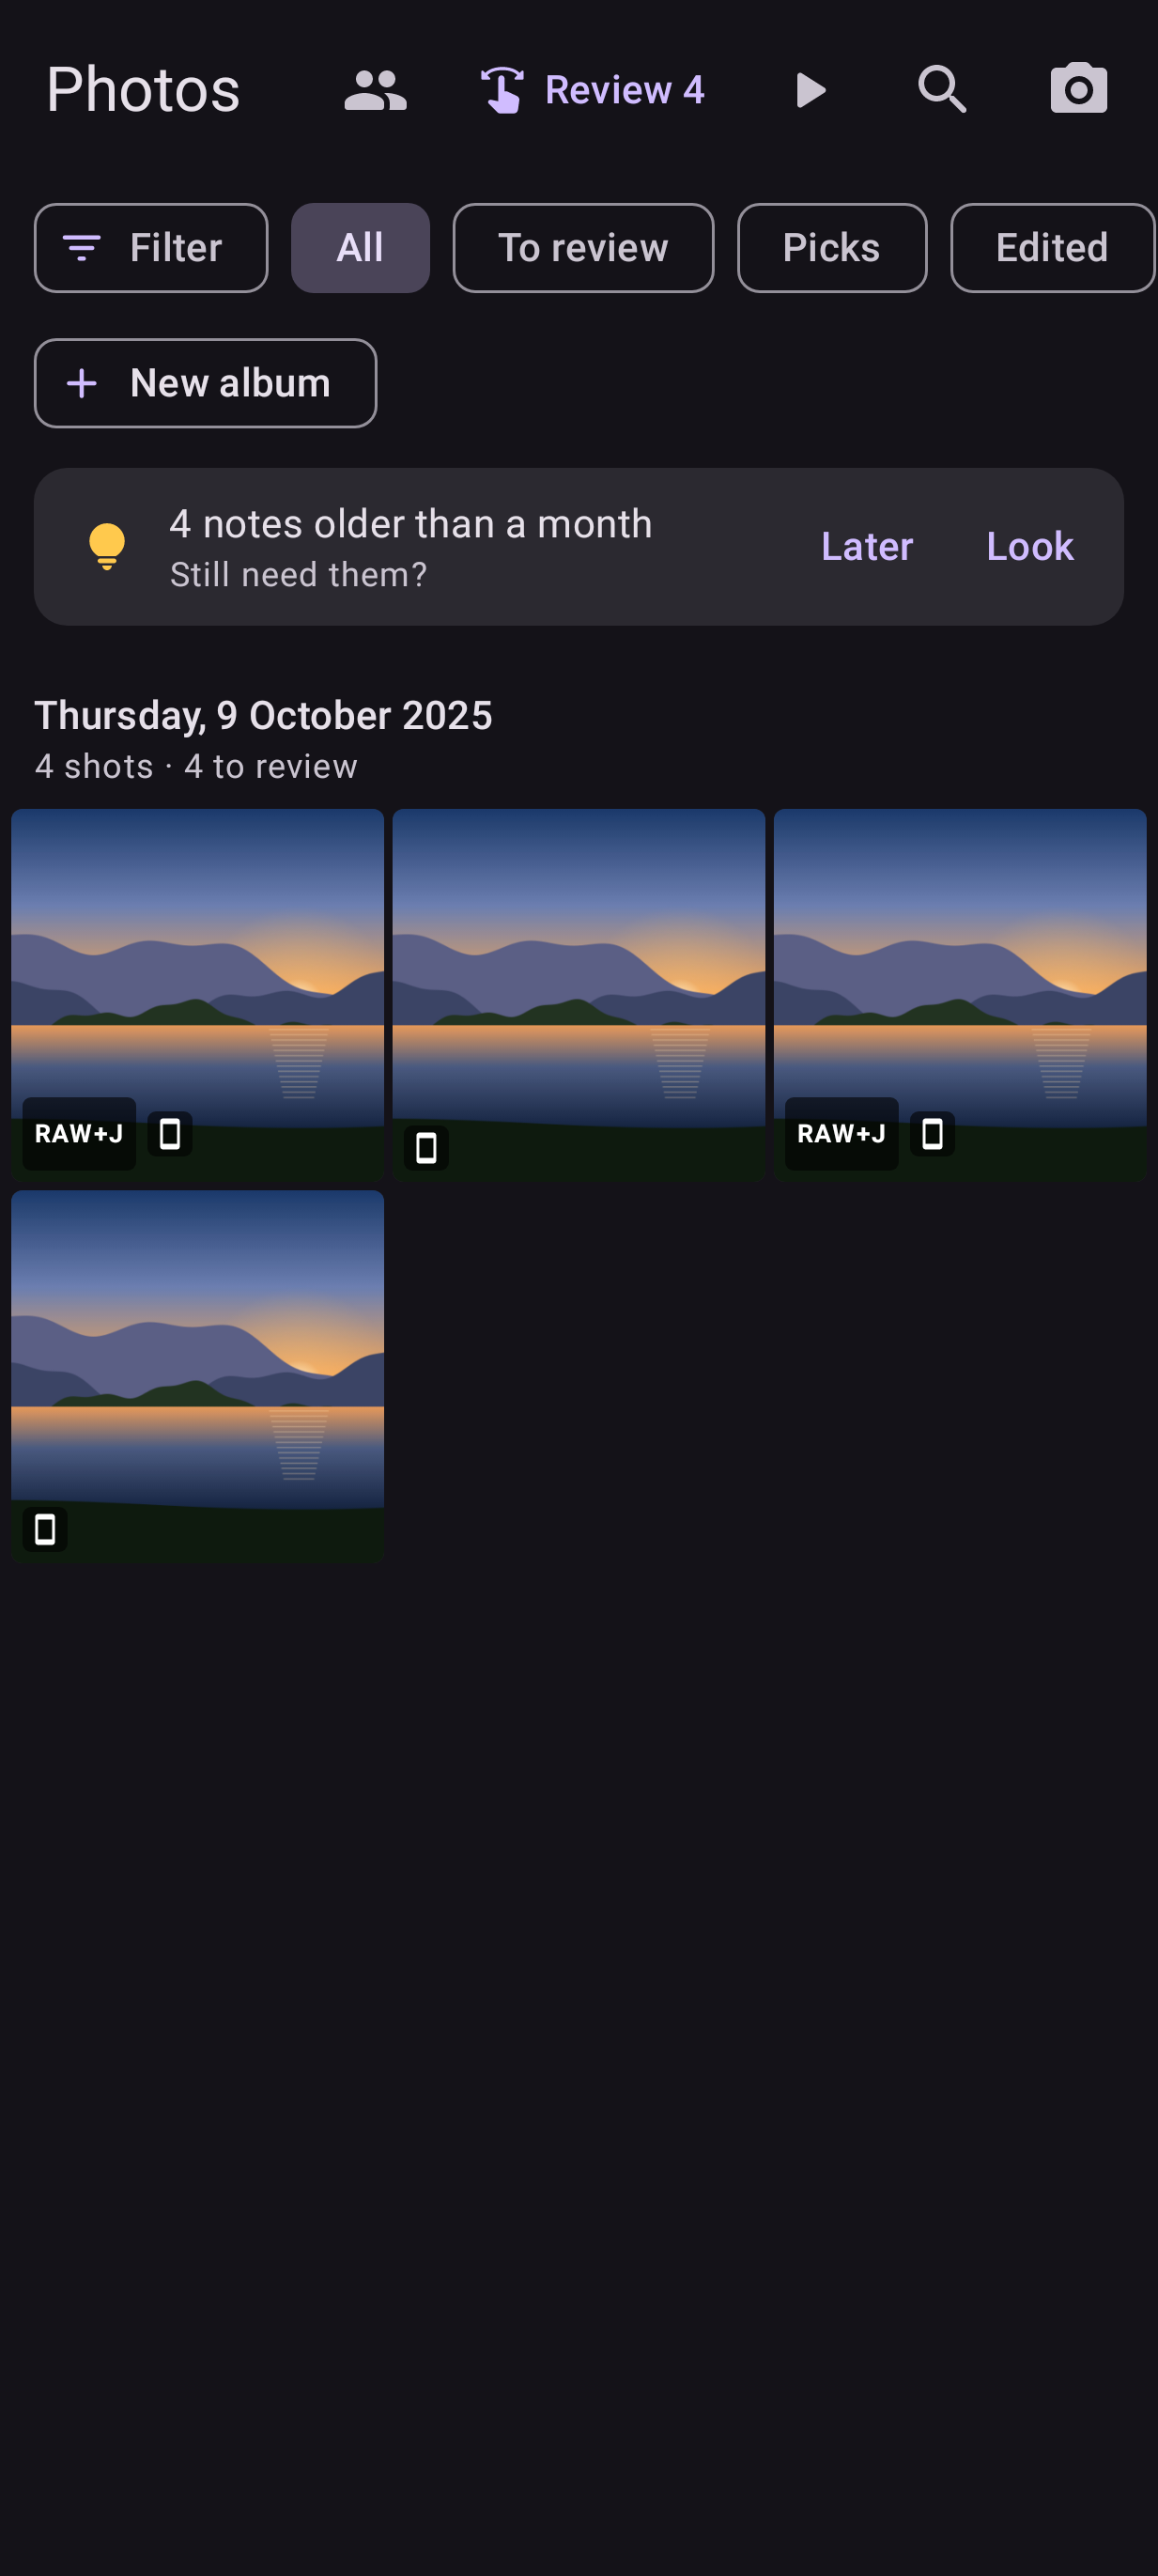 Photos
Review 4
Filter
All
To review
Picks
Edited
New album
4 notes older than a month
Still need them?
Later
Look
Thursday, 9 October 2025
4 shots · 4 to review
RAW+J
RAW+J